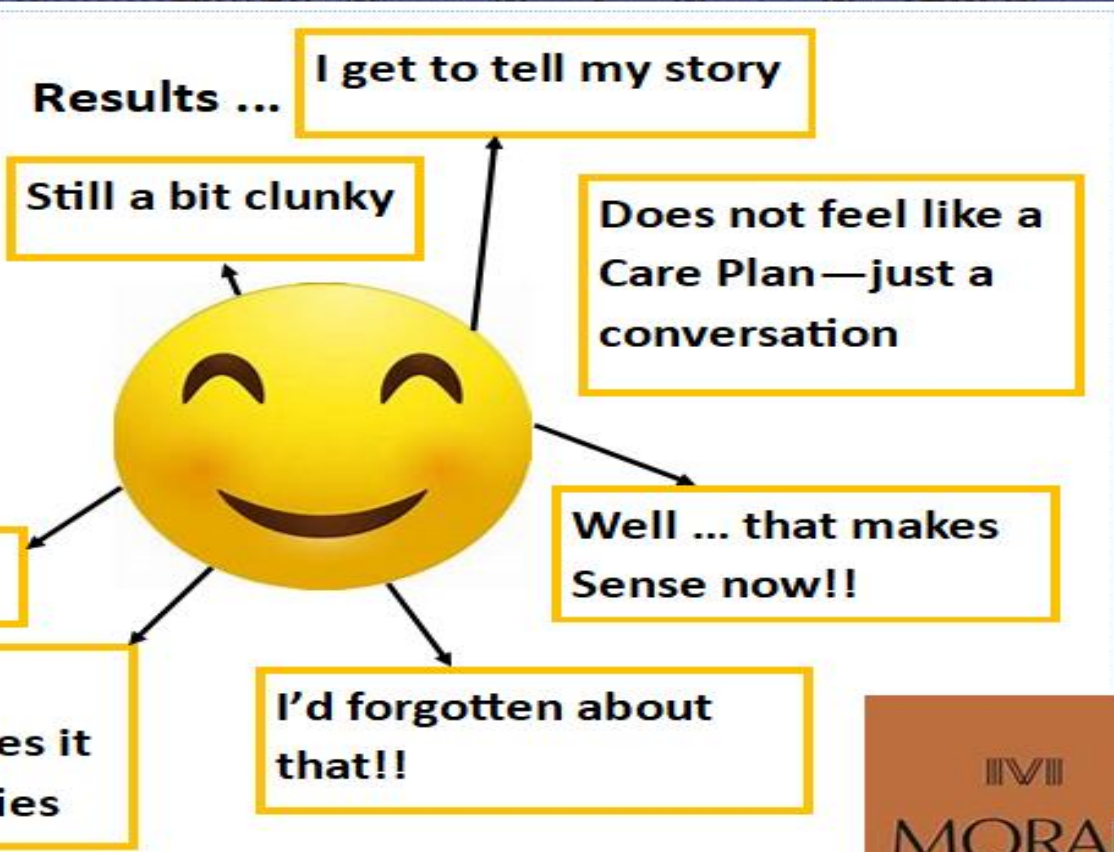 Results ...
I get to tell my story
Still a bit clunky
Does not feel like a
Care Plan—just a
conversation
Well ... that makes
Sense now!!
I’d forgotten about
that!!
es it
ies
MORA